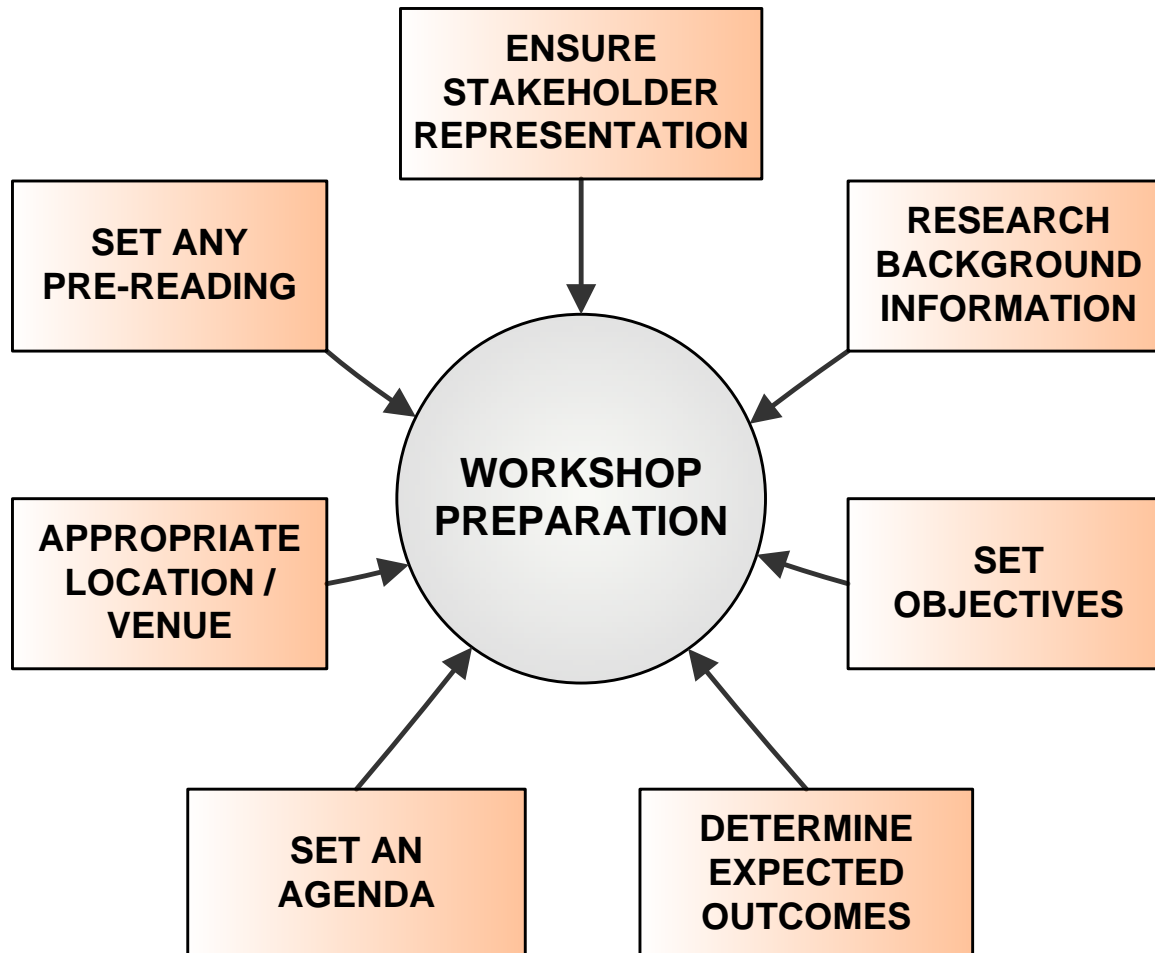 ENSURE
STAKEHOLDER
REPRESENTATION
SET ANY
PRE-READING
RESEARCH
BACKGROUND
INFORMATION
WORKSHOP
PREPARATION
APPROPRIATE
LOCATION /
VENUE
SET
OBJECTIVES
SET AN
AGENDA
DETERMINE
EXPECTED
OUTCOMES